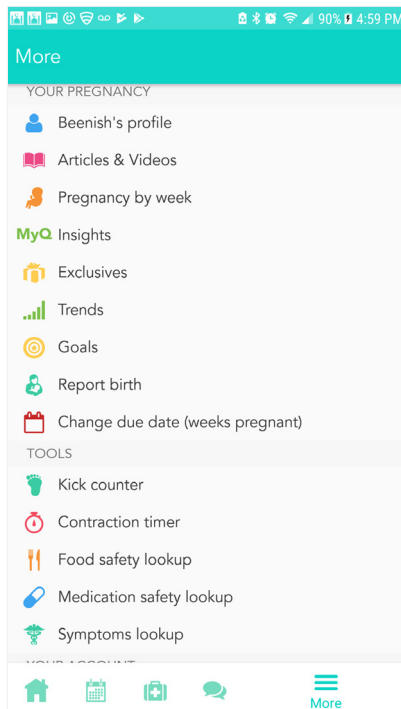 90% 4:59 PM
More
YOUR PREGNANCY
Beenish's profile
Articles & Videos
Pregnancy by week
MyQ Insights
Exclusives
Trends
Goals
Report birth
Change due date (weeks pregnant)
TOOLS
Kick counter
Contraction timer
Food safety lookup
Medication safety lookup
Symptoms lookup
YOUR ACCOUNT
More